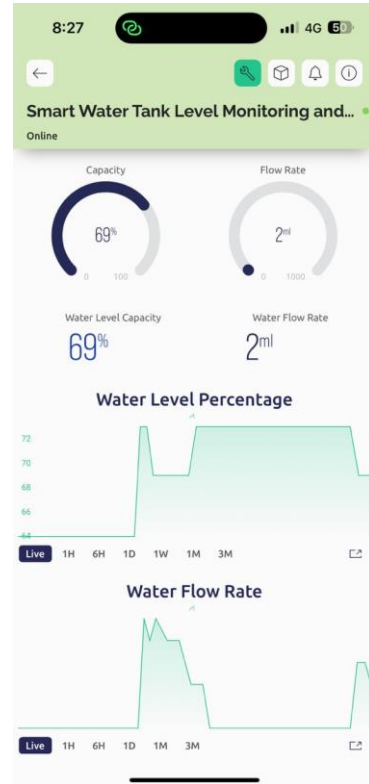 8:27 4G 50
Smart Water Tank Level Monitoring and...
Online
Capacity Flow Rate
69% 2ml
0 100 0 1000
Water Level Capacity Water Flow Rate
69% 2ml
Water Level Percentage
72
70
68
66
64
Live 1H 6H 1D 1W 1M 3M
Water Flow Rate
Live 1H 6H 1D 1M 3M